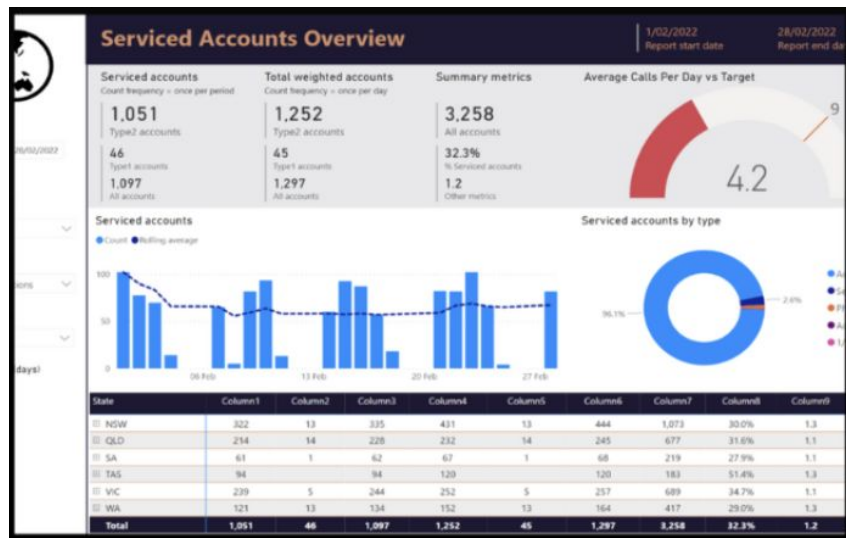 Serviced Accounts Overview
1/02/2022
Report start date
28/02/2022
Report end da
Serviced accounts
Count frequency = once per period
1,051
Type2 accounts
46
Type1 accounts
1,097
All accounts
Total weighted accounts
Count frequency = once per day
1,252
Type2 accounts
45
Type1 accounts
1,297
All accounts
Summary metrics
3,258
All accounts
32.3%
% Serviced accounts
1.2
Other metrics
Average Calls Per Day vs Target
9
4.2
28/02/2022
ions
days!
Serviced accounts
Count Rolling average
100
50
0
06 Feb 13 Feb 20 Feb 27 Feb
Serviced accounts by type
96.1%
2.6%
State Column1 Column2 Column3 Column4 Column5 Column6 Column7 Column8 Column9
NSW 322 13 335 431 13 444 1,073 30.0% 1.3
QLD 214 14 228 232 14 245 677 31.6% 1.1
SA 61 1 62 67 1 68 219 27.9% 1.1
TAS 94 94 120 120 183 51.4% 1.3
VIC 239 5 244 252 5 257 689 34.7% 1.1
WA 121 13 134 152 13 164 417 29.0% 1.3
Total 1,051 46 1,097 1,252 45 1,297 3,258 32.3% 1.2